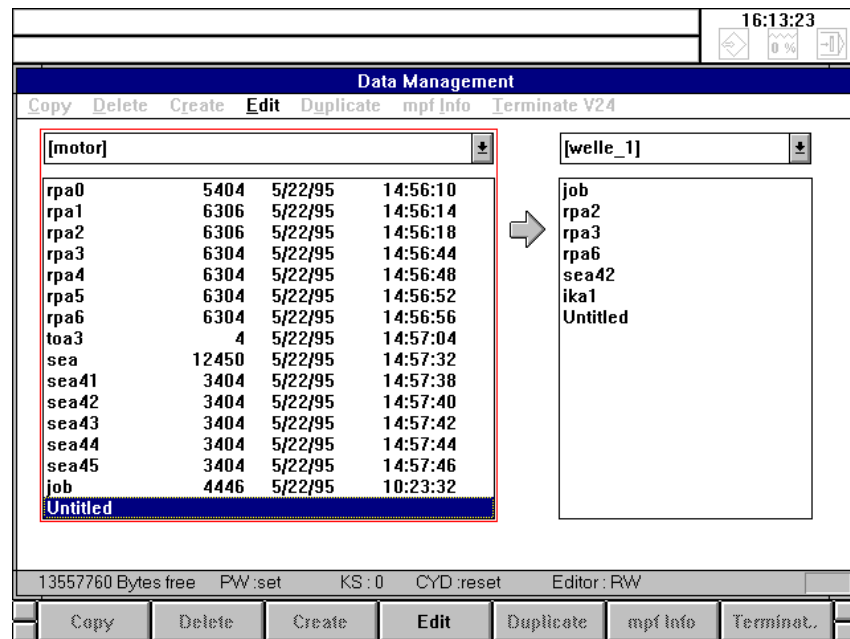 16:13:23
0 %
Data Management
Copy Delete Create Edit Duplicate mpf Info Terminate V24
[motor] [welle_1]
rpa0 5404 5/22/95 14:56:10 job
rpa1 6306 5/22/95 14:56:14 rpa2
rpa2 6306 5/22/95 14:56:18 rpa3
rpa3 6304 5/22/95 14:56:44 rpa6
rpa4 6304 5/22/95 14:56:48 sea42
rpa5 6304 5/22/95 14:56:52 ika1
rpa6 6304 5/22/95 14:56:56 Untitled
toa3 4 5/22/95 14:57:04
sea 12450 5/22/95 14:57:32
sea41 3404 5/22/95 14:57:38
sea42 3404 5/22/95 14:57:40
sea43 3404 5/22/95 14:57:42
sea44 3404 5/22/95 14:57:44
sea45 3404 5/22/95 14:57:46
job 4446 5/22/95 10:23:32
Untitled
13557760 Bytes free PW :set KS : 0 CYD :reset Editor : RW
Copy Delete Create Edit Duplicate mpf Info Terminat..